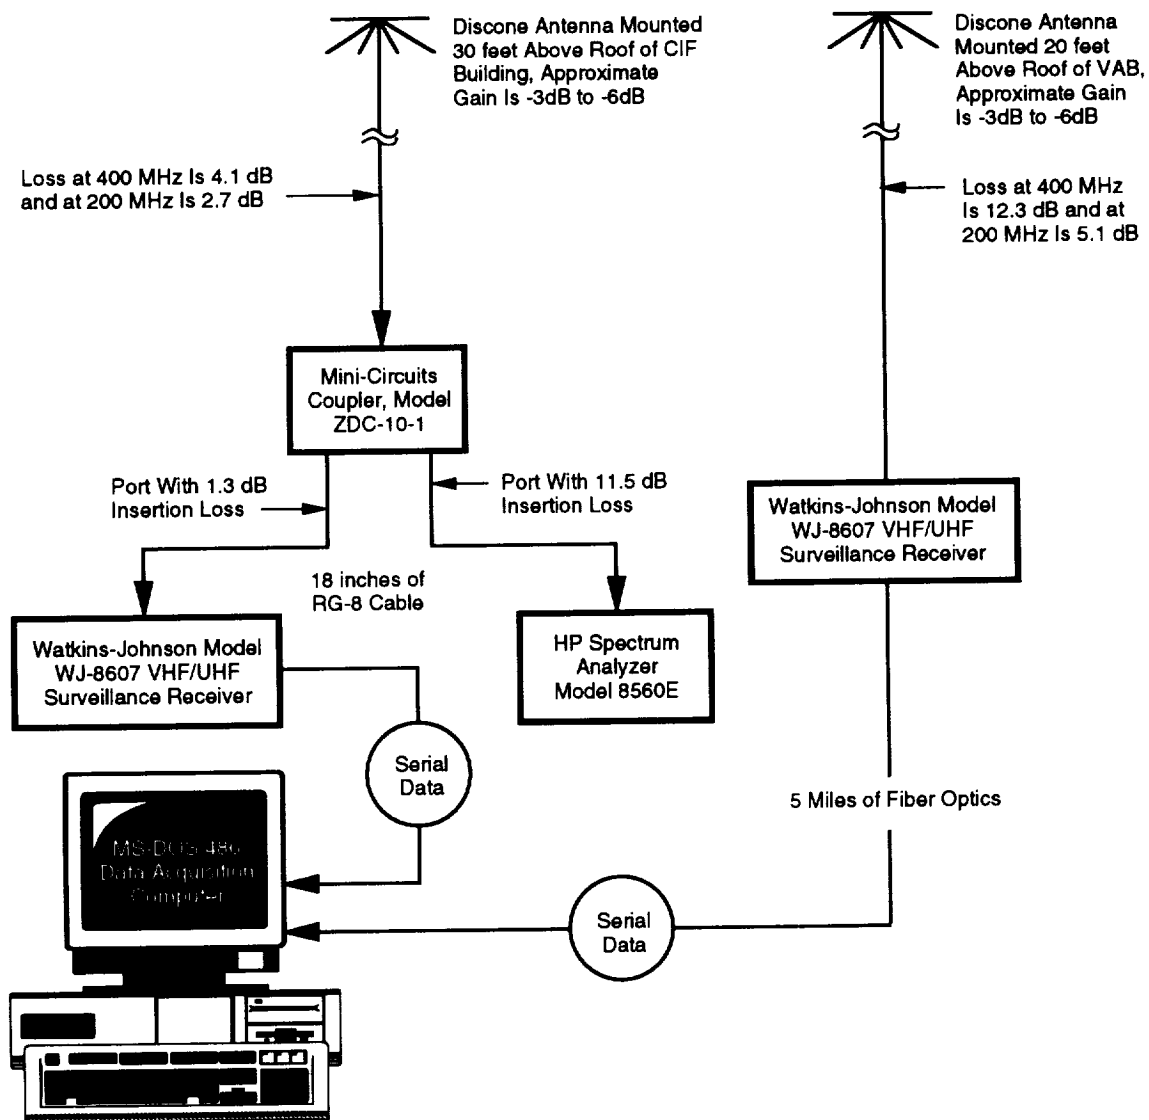 Discone Antenna Mounted
30 feet Above Roof of CIF
Building, Approximate
Gain Is -3dB to -6dB
Discone Antenna
Mounted 20 feet
Above Roof of VAB,
Approximate Gain
Is -3dB to -6dB
Loss at 400 MHz Is 4.1 dB
and at 200 MHz Is 2.7 dB
Loss at 400 MHz
Is 12.3 dB and at
200 MHz Is 5.1 dB
Mini-Circuits
Coupler, Model
ZDC-10-1
Port With 1.3 dB
Insertion Loss
Port With 11.5 dB
Insertion Loss
Watkins-Johnson Model
WJ-8607 VHF/UHF
Surveillance Receiver
18 inches of
RG-8 Cable
Watkins-Johnson Model
WJ-8607 VHF/UHF
Surveillance Receiver
HP Spectrum
Analyzer
Model 8560E
Serial
Data
5 Miles of Fiber Optics
MS-DOS 486
Data Acquisition
Computer
Serial
Data